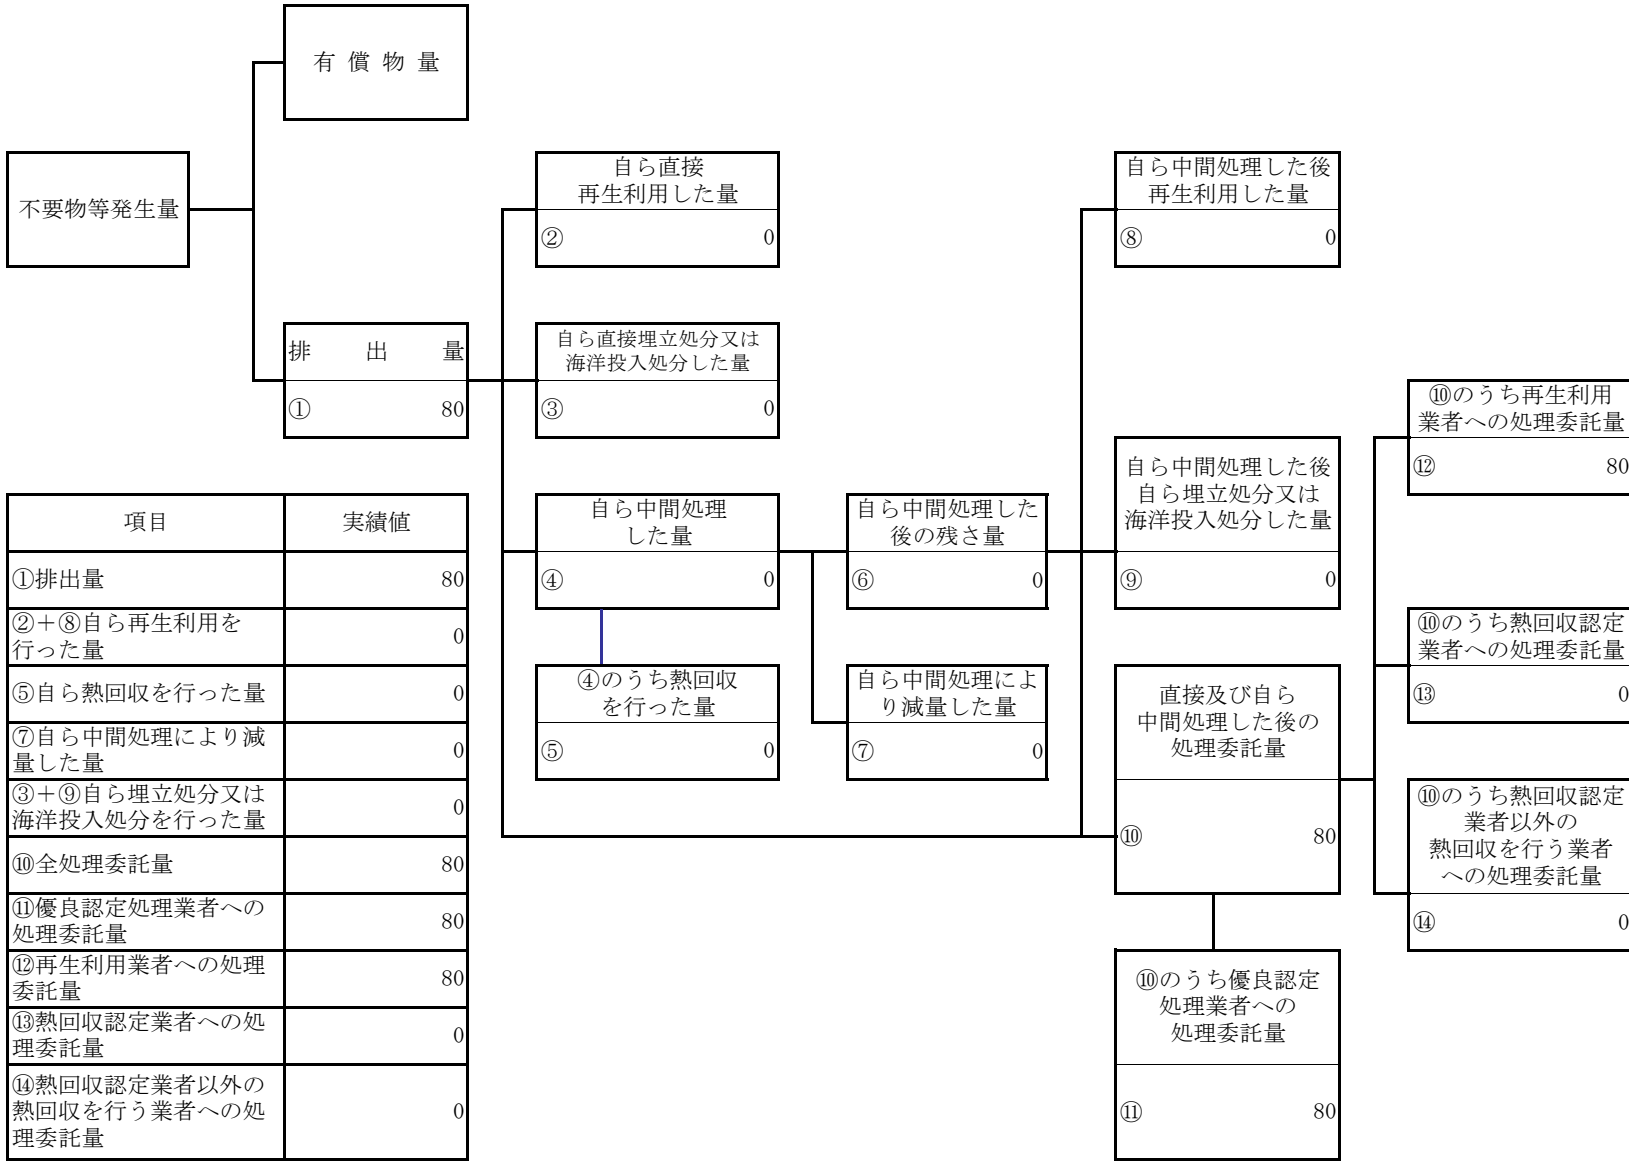 有 償 物 量
不要物等発生量
自ら直接
再生利用した量
② 0
自ら中間処理した後
再生利用した量
⑧ 0
排 出 量
① 80
自ら直接埋立処分又は
海洋投入処分した量
③ 0
⑩のうち再生利用
業者への処理委託量
⑫ 80
自ら中間処理
した量
④ 0
自ら中間処理した
後の残さ量
⑥ 0
自ら中間処理した後
自ら埋立処分又は
海洋投入処分した量
⑨ 0
⑩のうち熱回収認定
業者への処理委託量
⑬ 0
④のうち熱回収
を行った量
⑤ 0
自ら中間処理によ
り減量した量
⑦ 0
直接及び自ら
中間処理した後の
処理委託量
⑩ 80
⑩のうち熱回収認定
業者以外の
熱回収を行う業者
への処理委託量
⑭ 0
⑩のうち優良認定
処理業者への
処理委託量
⑪ 80
項目 実績値
①排出量 80
②＋⑧自ら再生利用を
行った量 0
⑤自ら熱回収を行った量 0
⑦自ら中間処理により減
量した量 0
③＋⑨自ら埋立処分又は
海洋投入処分を行った量 0
⑩全処理委託量 80
⑪優良認定処理業者への
処理委託量 80
⑫再生利用業者への処理
委託量 80
⑬熱回収認定業者への処
理委託量 0
⑭熱回収認定業者以外の
熱回収を行う業者への処
理委託量 0